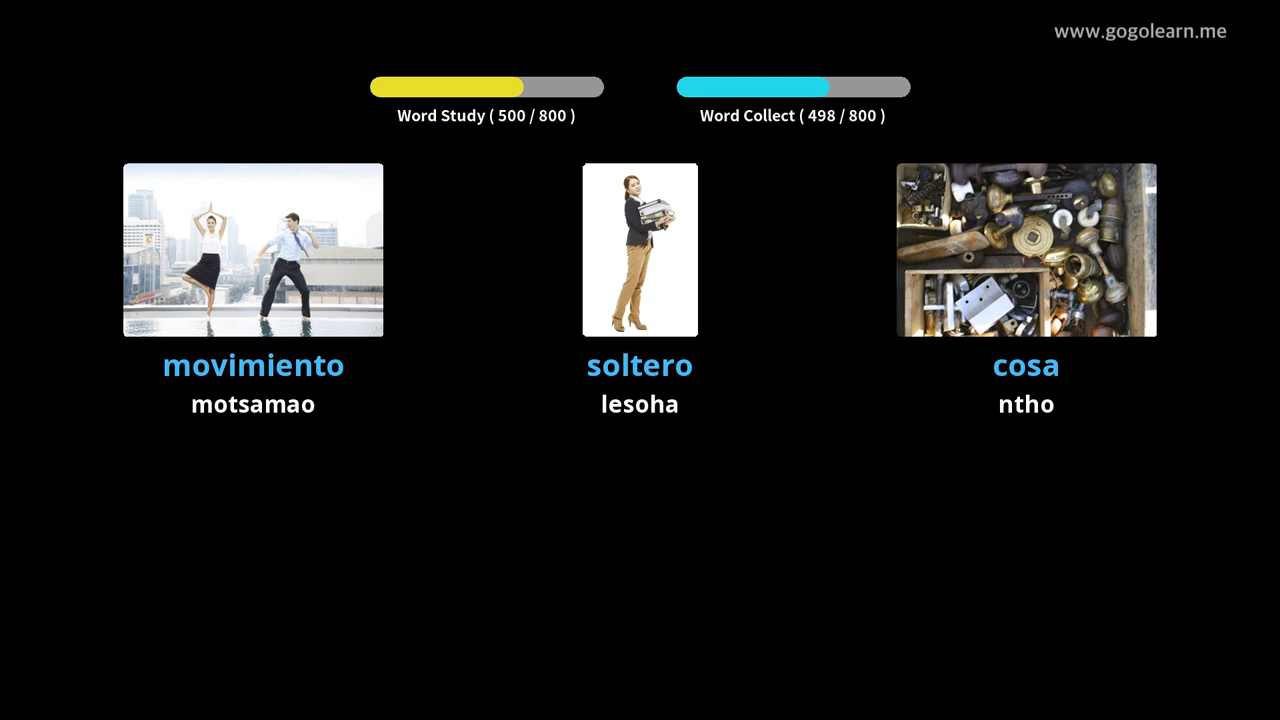 www.gogolearn.me
Word Study ( 500 / 800 )
Word Collect ( 498 / 800 )
movimiento
motsamao
soltero
lesoha
cosa
ntho